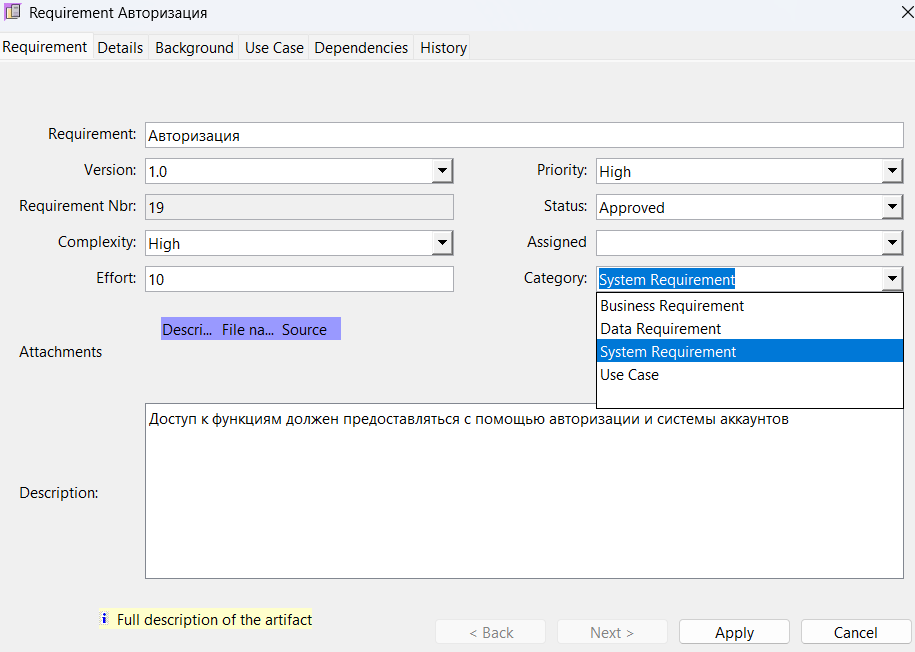 Requirement Авторизация
Requirement Details Background Use Case Dependencies History
Requirement: Авторизация
Version: 1.0 Priority: High
Requirement Nbr: 19 Status: Approved
Complexity: High Assigned
Effort: 10 Category: System Requirement
Business Requirement
Data Requirement
System Requirement
Use Case
Descri... File na... Source
Attachments
Доступ к функциям должен предоставляться с помощью авторизации и системы аккаунтов
Description:
Full description of the artifact
< Back Next > Apply Cancel